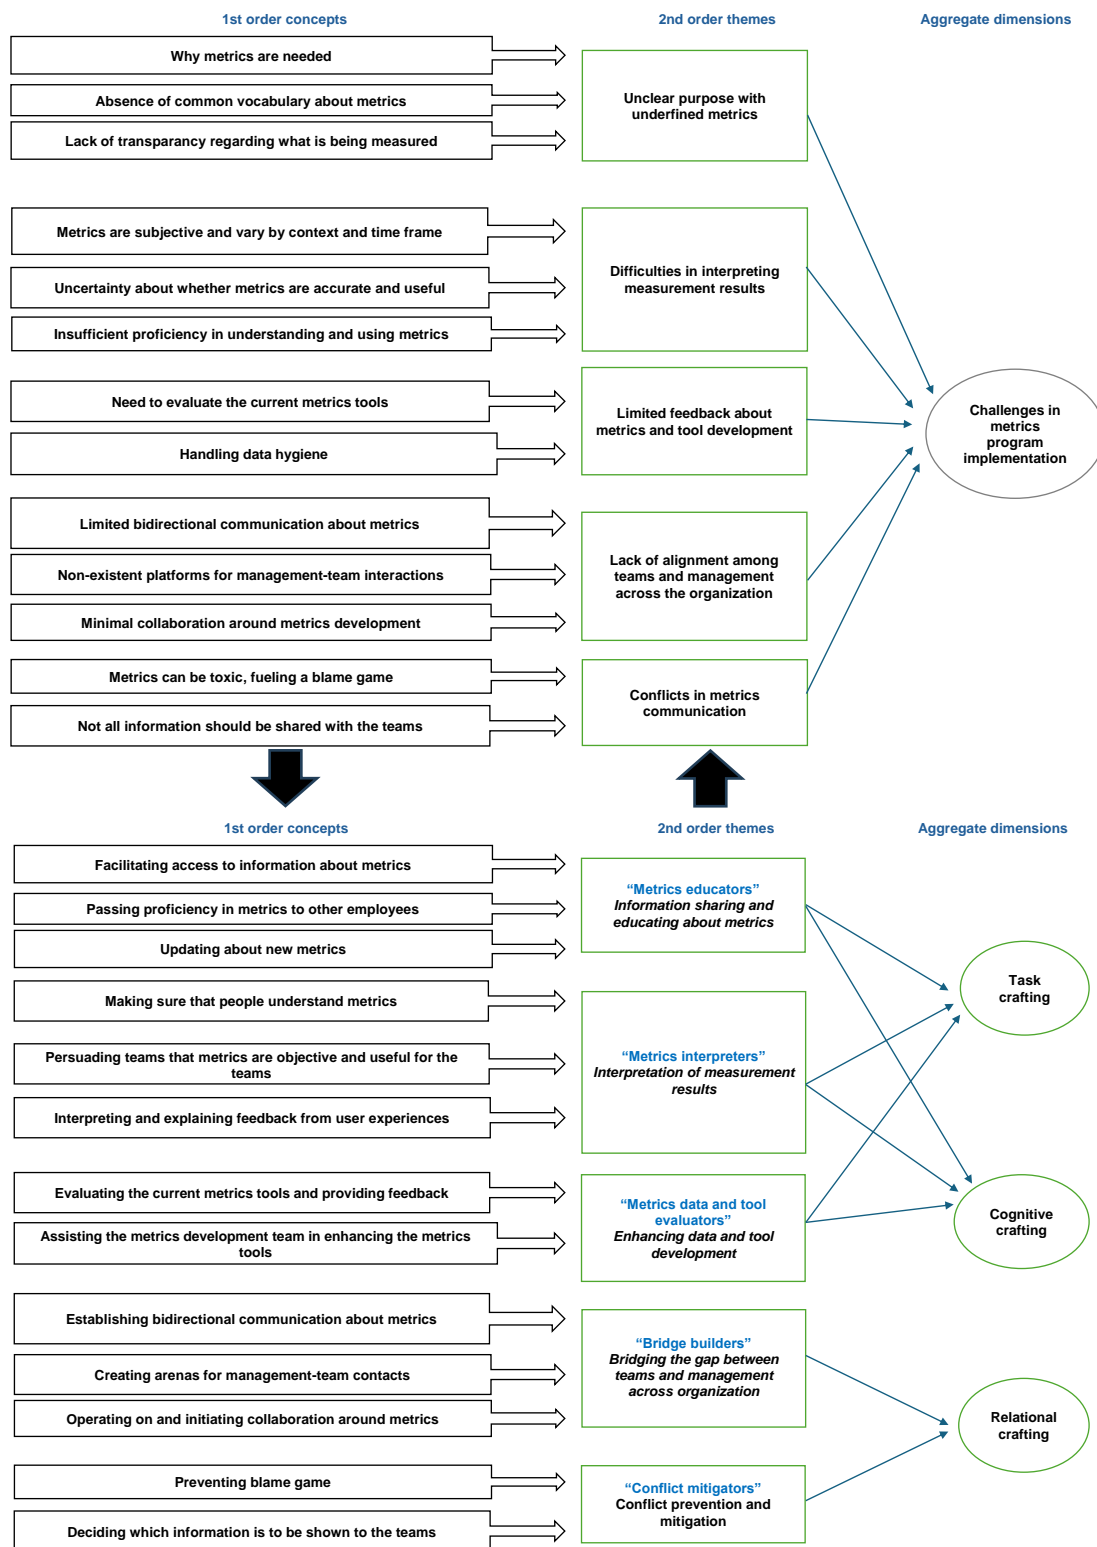 1st order concepts
2nd order themes
Aggregate dimensions
Why metrics are needed
Absence of common vocabulary about metrics
Lack of transparancy regarding what is being measured
Unclear purpose with
underfined metrics
Metrics are subjective and vary by context and time frame
Uncertainty about whether metrics are accurate and useful
Insufficient proficiency in understanding and using metrics
Difficulties in interpreting
measurement results
Need to evaluate the current metrics tools
Handling data hygiene
Limited feedback about
metrics and tool development
Challenges in
metrics
program
implementation
Limited bidirectional communication about metrics
Non-existent platforms for management-team interactions
Minimal collaboration around metrics development
Lack of alignment among
teams and management
across the organization
Metrics can be toxic, fueling a blame game
Not all information should be shared with the teams
Conflicts in metrics
communication
1st order concepts
2nd order themes
Aggregate dimensions
Facilitating access to information about metrics
Passing proficiency in metrics to other employees
Updating about new metrics
“Metrics educators”
Information sharing and
educating about metrics
Task
crafting
Making sure that people understand metrics
Persuading teams that metrics are objective and useful for the
teams
Interpreting and explaining feedback from user experiences
“Metrics interpreters”
Interpretation of measurement
results
Evaluating the current metrics tools and providing feedback
Assisting the metrics development team in enhancing the metrics
tools
“Metrics data and tool
evaluators”
Enhancing data and tool
development
Cognitive
crafting
Establishing bidirectional communication about metrics
Creating arenas for management-team contacts
Operating on and initiating collaboration around metrics
“Bridge builders”
Bridging the gap between
teams and management
across organization
Relational
crafting
Preventing blame game
Deciding which information is to be shown to the teams
“Conflict mitigators”
Conflict prevention and
mitigation